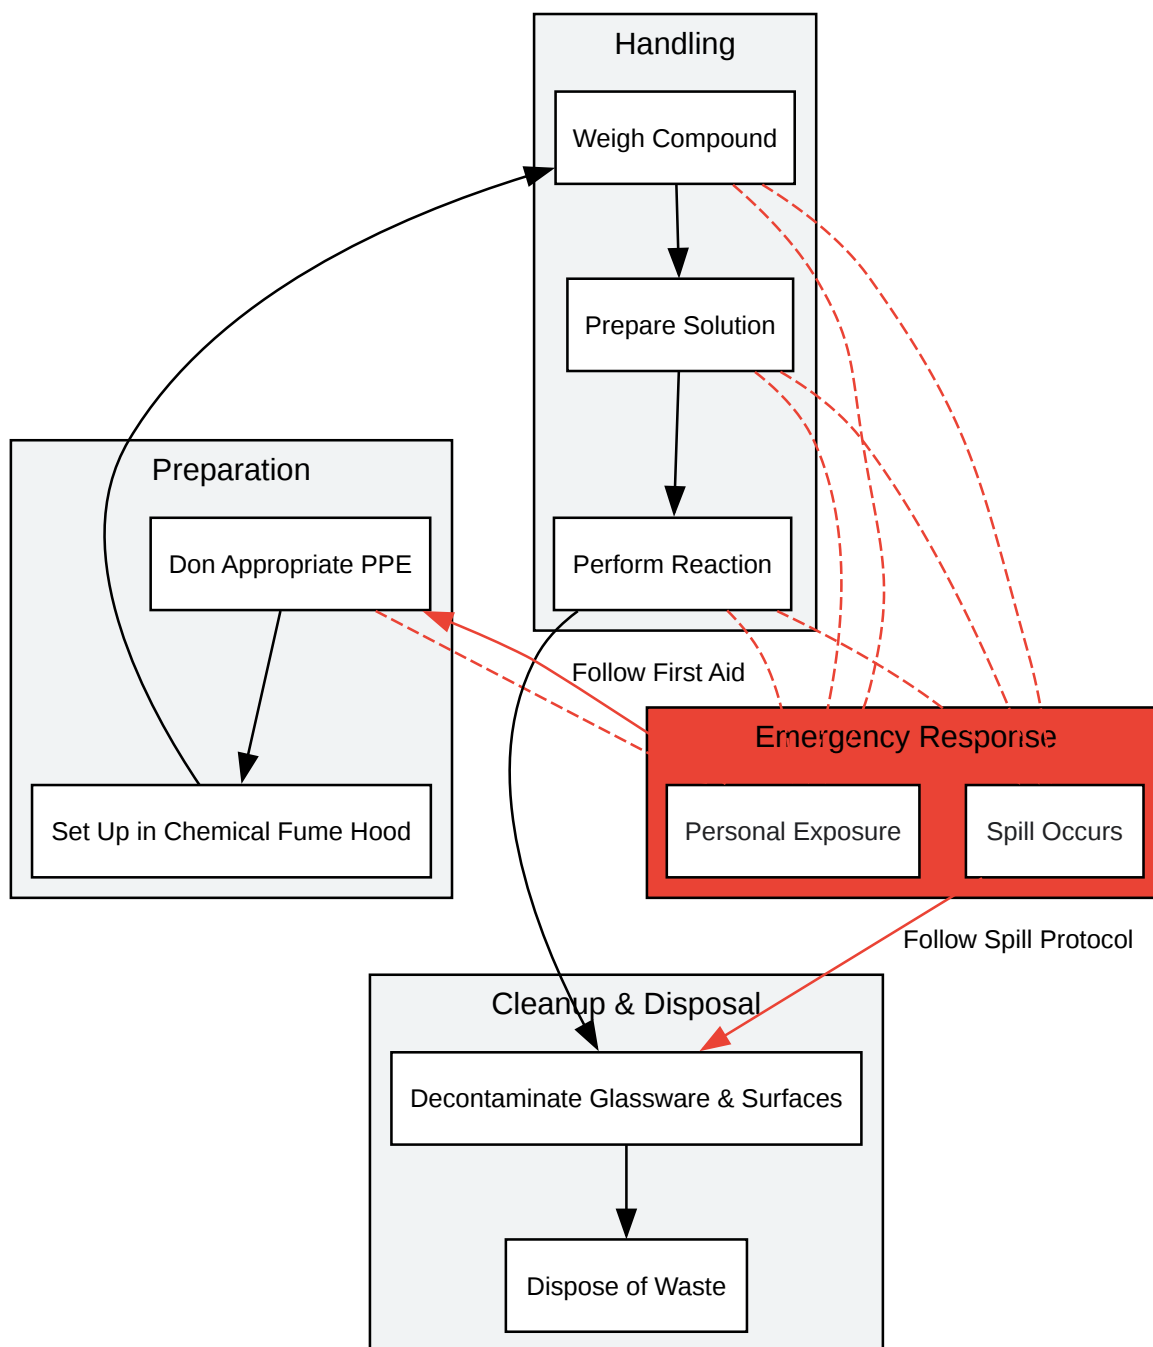 Handling
Weigh Compound
Prepare Solution
Preparation
Don Appropriate PPE
Perform Reaction
Follow First Aid
Emergency Response
Set Up in Chemical Fume Hood
Personal Exposure
Spill Occurs
Follow Spill Protocol
Cleanup & Disposal
Decontaminate Glassware & Surfaces
Dispose of Waste